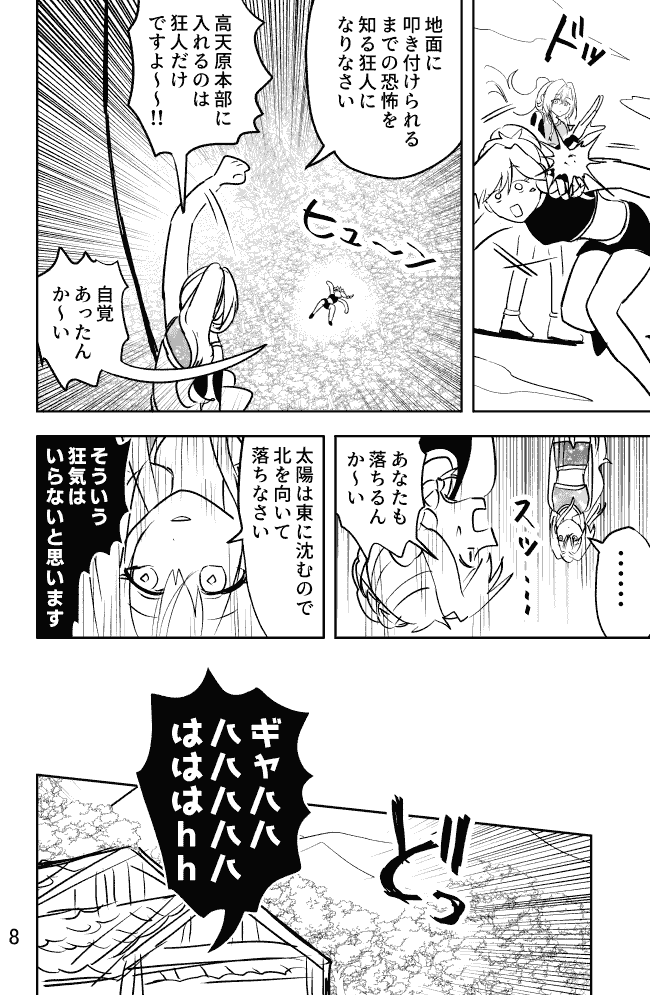 ドッ
地面に
叩き付けられる
までの恐怖を
知る狂人に
なりなさい
高天原本部に
入れるのは
狂人だけ
ですよ〜〜!!
ヒュ〜ン
自覚
あったん
か〜い
・・・・・・
スッ・・・
あなたも
落ちるん
か〜い
太陽は東に沈むので
北を向いて
落ちなさい
そういう
狂気は
いらないと思います
ギャハハ
ハハハハハ
はははhh
どっ
8